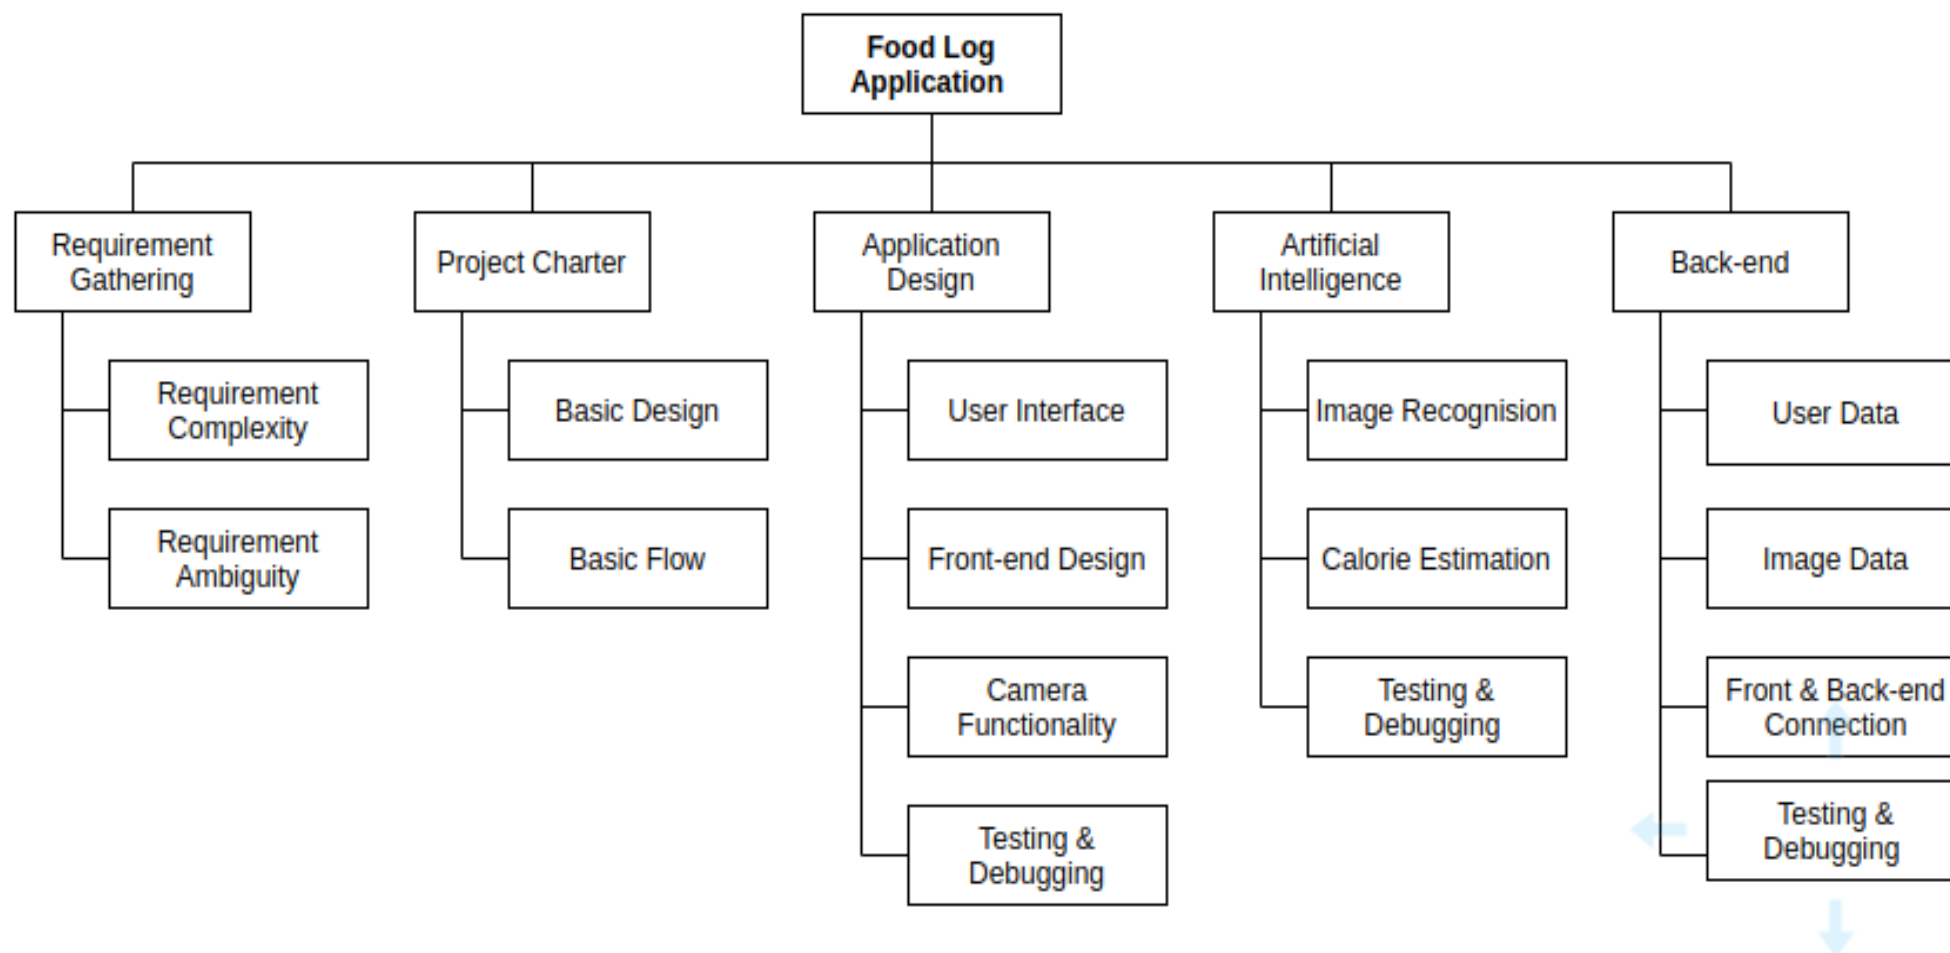 Food Log
Application
Requirement
Gathering
Project Charter
Application
Design
Artificial
Intelligence
Back-end
Requirement
Complexity
Basic Design
User Interface
Image Recognision
User Data
Requirement
Ambiguity
Basic Flow
Front-end Design
Calorie Estimation
Image Data
Camera
Functionality
Testing &
Debugging
Front & Back-end
Connection
Testing &
Debugging
Testing &
Debugging